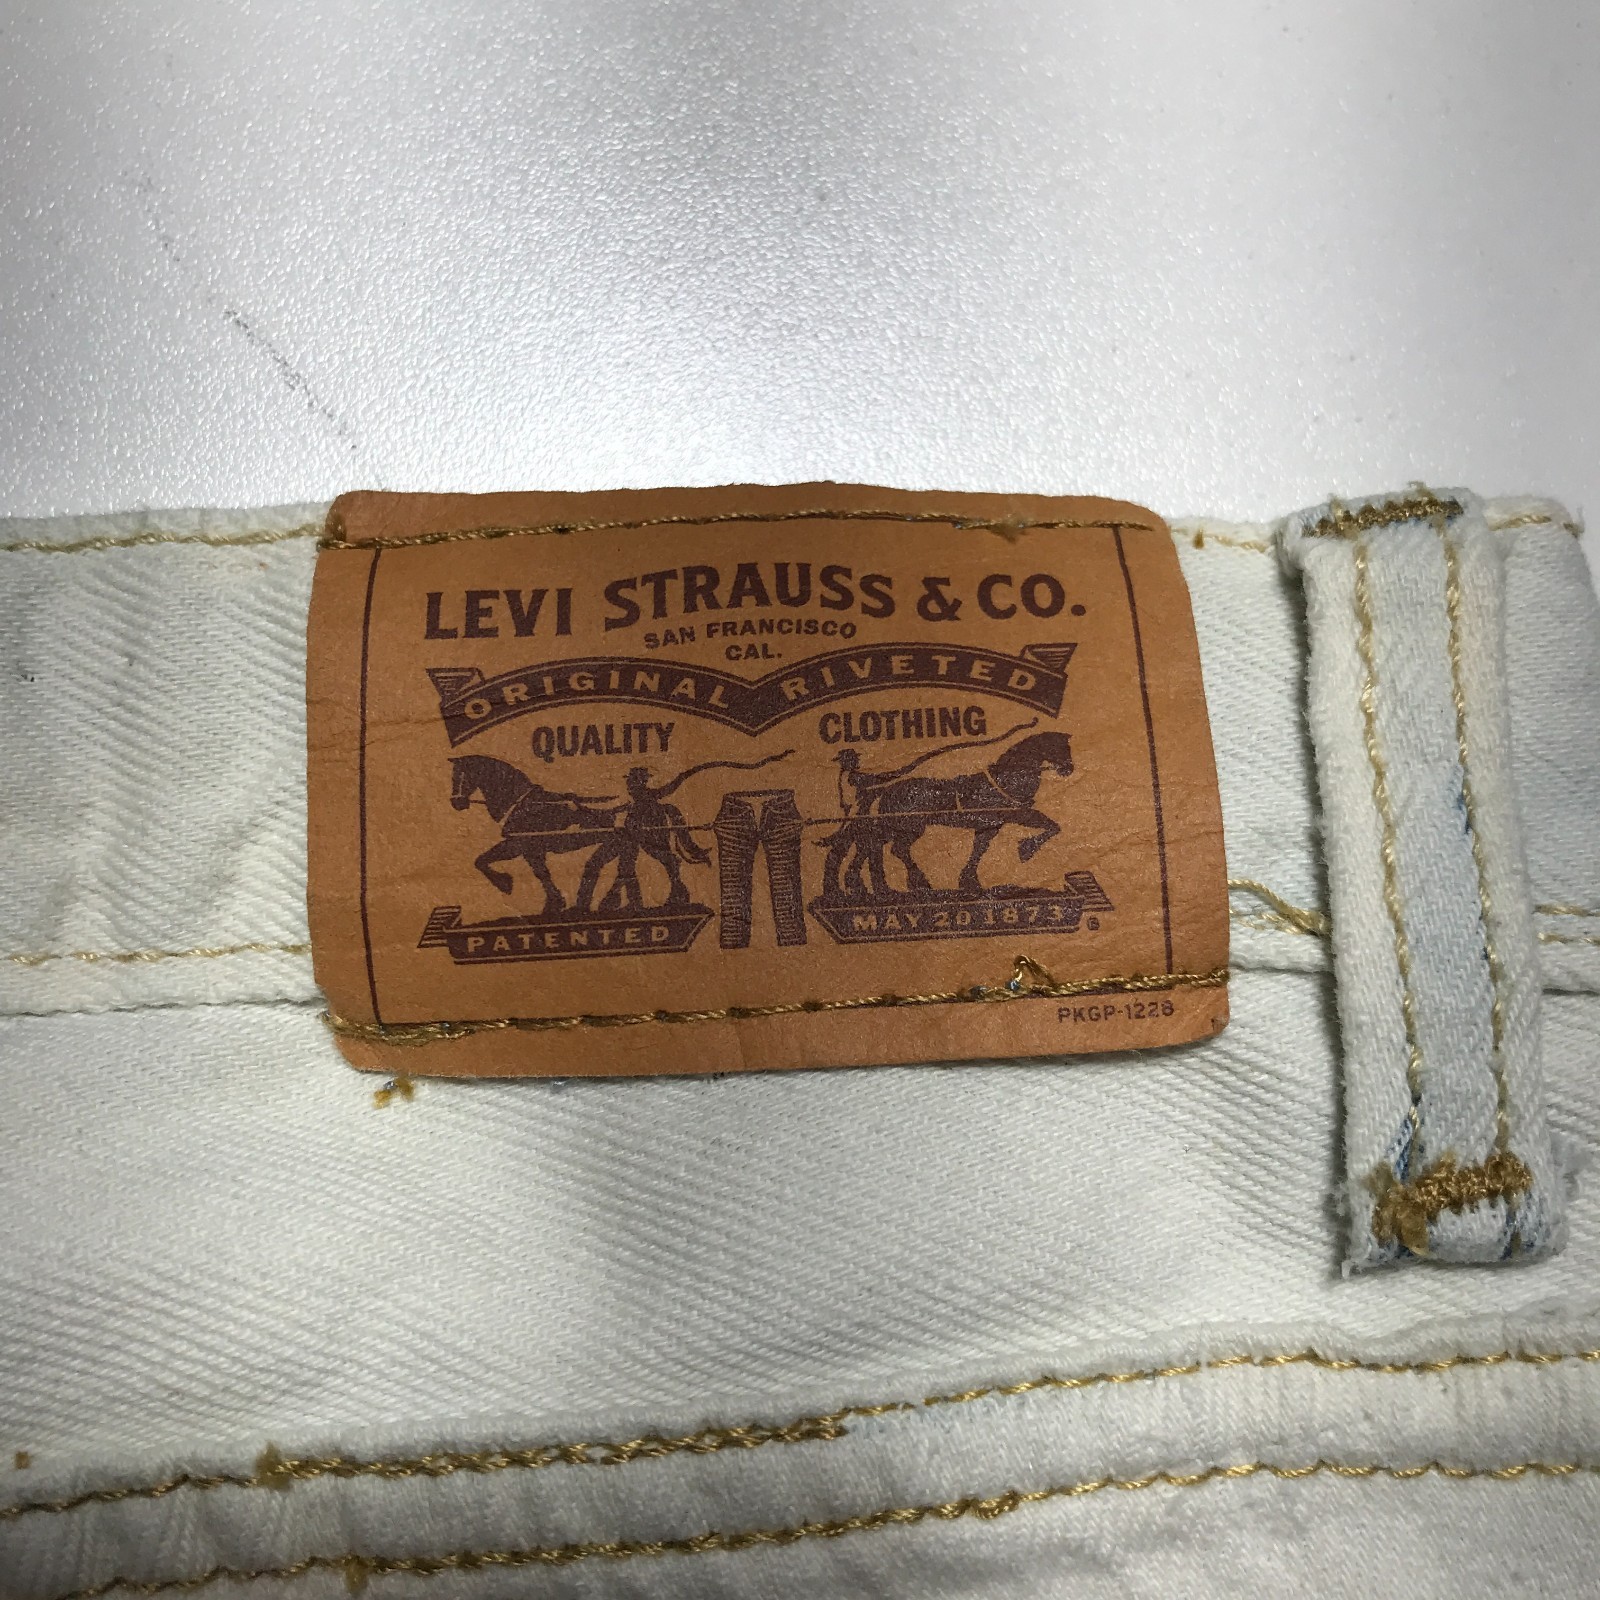 LEVI STRAUSS & CO.
SAN FRANCISCO
CAL.
ORIGINAL RIVETED
QUALITY CLOTHING
PATENTED MAY 20 1873 ®
PKGP-1228